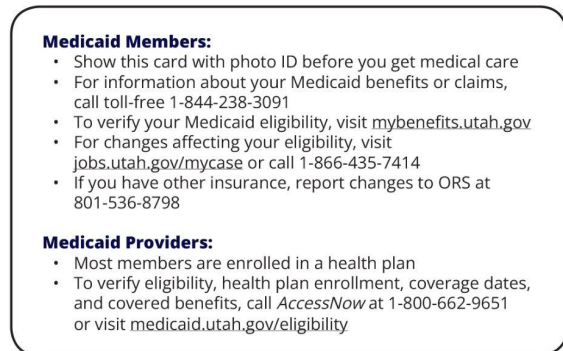 Medicaid Members:
• Show this card with photo ID before you get medical care
• For information about your Medicaid benefits or claims,
call toll-free 1-844-238-3091
• To verify your Medicaid eligibility, visit mybenefits.utah.gov
• For changes affecting your eligibility, visit
jobs.utah.gov/mycase or call 1-866-435-7414
• If you have other insurance, report changes to ORS at
801-536-8798
Medicaid Providers:
• Most members are enrolled in a health plan
• To verify eligibility, health plan enrollment, coverage dates,
and covered benefits, call AccessNow at 1-800-662-9651
or visit medicaid.utah.gov/eligibility